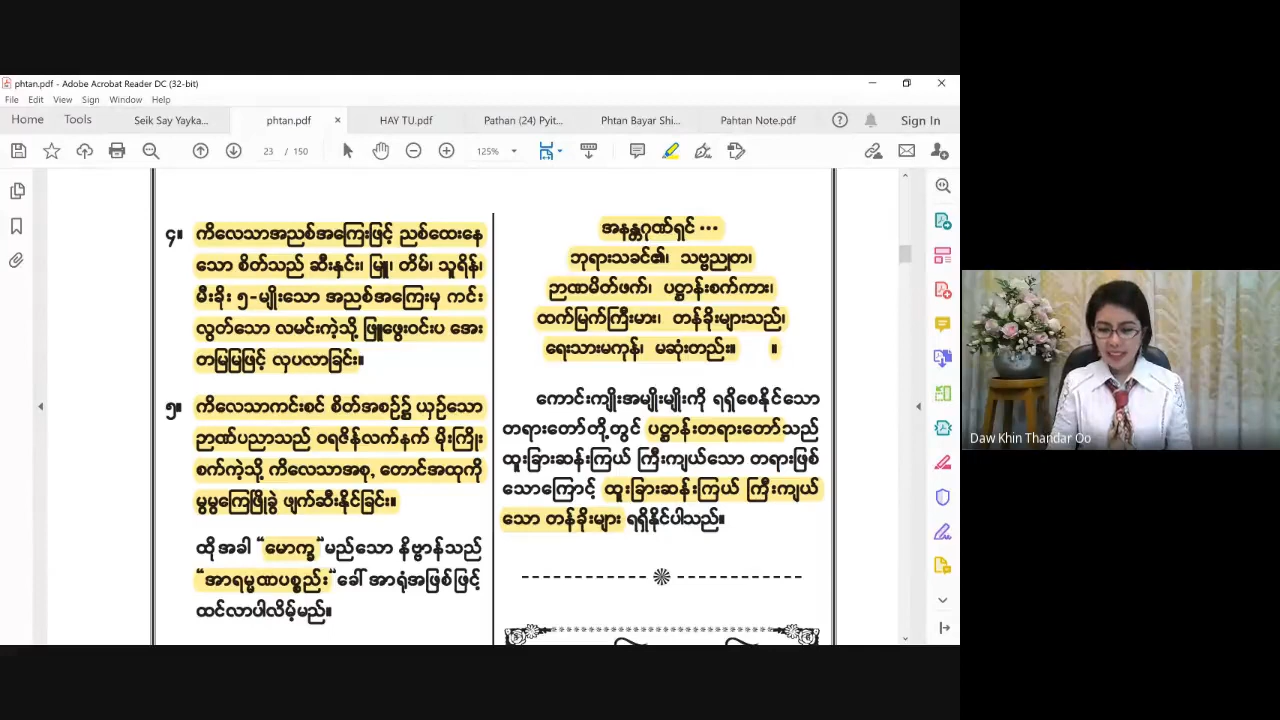 phtan.pdf - Adobe Acrobat Reader DC (32-bit)
File Edit View Sign Window Help
Home Tools Seik Say Yayka... phtan.pdf × HAY TU.pdf Pathan (24) Pyit... Phtan Bayar Shi... Pahtan Note.pdf Sign In
23 / 150 125%
၄။ ကိလေသာအညစ်အကြေးဖြင့် ညစ်ထေးနေ
သော စိတ်သည် ဆီးနှင်း၊ မြူ၊ တိမ်၊ သူရိန်၊
မီးခိုး ၅-မျိုးသော အညစ်အကြေးမှ ကင်း
လွတ်သော လမင်းကဲ့သို့ ဖြူဖွေးဝင်းပ အေး
တမြမြဖြင့် လှပလာခြင်း။
၅။ ကိလေသာကင်းစင် စိတ်အစဉ်၌ ယှဉ်သော
ဉာဏ်ပညာသည် ဝရဇိန်လက်နက် မိုးကြိုး
စက်ကဲ့သို့ ကိလေသာအစု, တောင်အထုကို
မွမွကြေဖြိုခွဲ ဖျက်ဆီးနိုင်ခြင်း။
ထိုအခါ “မောက္ခ”မည်သော နိဗ္ဗာန်သည်
“အာရမ္မဏပစ္စည်း”ခေါ် အာရုံအဖြစ်ဖြင့်
ထင်လာပါလိမ့်မည်။
အနန္တဂုဏ်ရှင် ...
ဘုရားသခင်၏၊ သဗ္ဗညုတ၊
ဉာဏမိတ်ဖက်၊ ပဋ္ဌာန်းစက်ကား၊
ထက်မြက်ကြီးမား၊ တန်ခိုးများသည်၊
ရေးသားမကုန်၊ မဆုံးတည်း။ ။
ကောင်းကျိုးအမျိုးမျိုးကို ရရှိစေနိုင်သော
တရားတော်တို့တွင် ပဋ္ဌာန်းတရားတော်သည်
ထူးခြားဆန်းကြယ် ကြီးကျယ်သော တရားဖြစ်
သောကြောင့် ထူးခြားဆန်းကြယ် ကြီးကျယ်
သော တန်ခိုးများ ရရှိနိုင်ပါသည်။
Daw Khin Thandar Oo